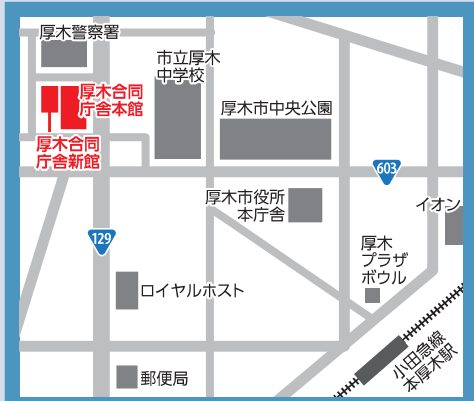 厚木警察署
市立厚木
中学校
厚木合同
庁舎本館
厚木市中央公園
厚木合同
庁舎新館
603
厚木市役所
本庁舎
イオン
129
厚木
プラザ
ボウル
ロイヤルホスト
小田急線
本厚木駅
郵便局